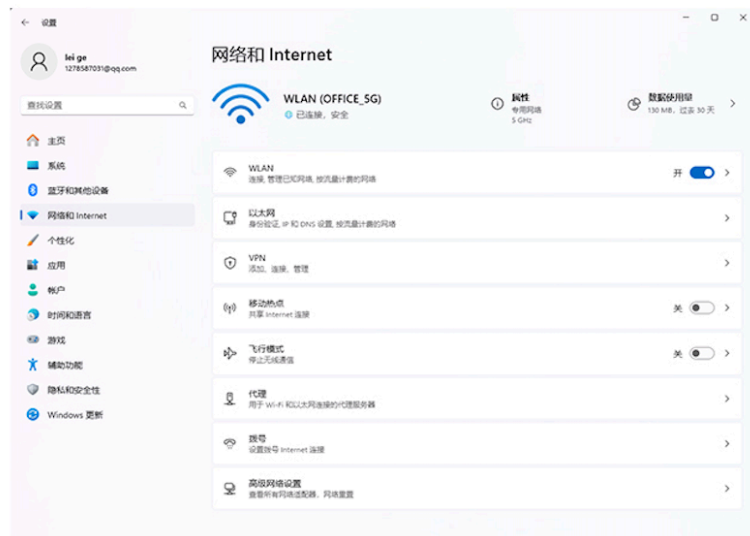 设置
lei ge
1278587031@qq.com
查找设置
主页
系统
蓝牙和其他设备
网络和 Internet
个性化
应用
帐户
时间和语言
游戏
辅助功能
隐私和安全性
Windows 更新
网络和 Internet
WLAN (OFFICE_5G)
已连接，安全
属性
专用网络
5 GHz
数据使用量
130 MB，过去 30 天
WLAN
连接, 管理已知网络, 按流量计费的网络
开
以太网
身份验证, IP 和 DNS 设置, 按流量计费的网络
VPN
添加、连接、管理
移动热点
共享 Internet 连接
关
飞行模式
停止无线通信
关
代理
用于 Wi-Fi 和以太网连接的代理服务器
拨号
设置拨号 Internet 连接
高级网络设置
查看所有网络适配器，网络重置